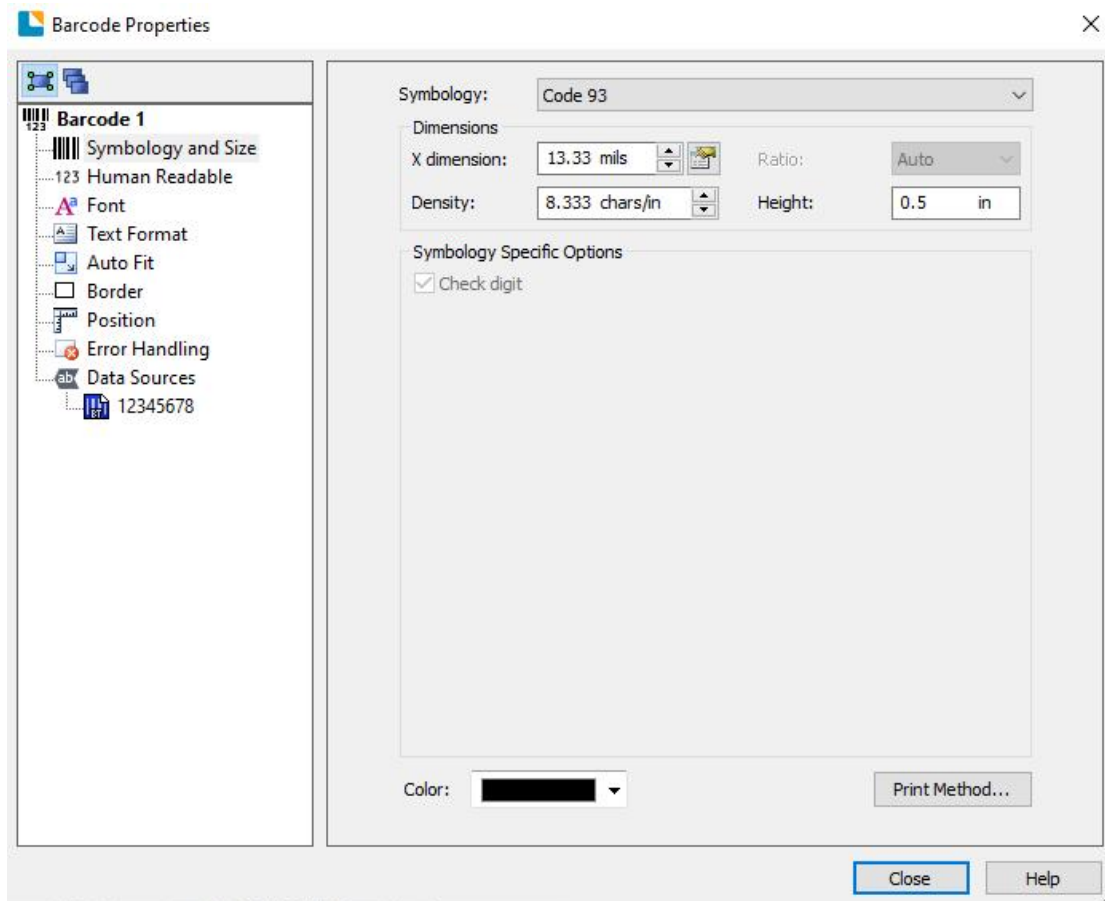 Barcode Properties
123 Barcode 1
Symbology and Size
123 Human Readable
Font
Text Format
Auto Fit
Border
Position
Error Handling
Data Sources
12345678
Symbology: Code 93
Dimensions
X dimension: 13.33 mils Ratio: Auto
Density: 8.333 chars/in Height: 0.5 in
Symbology Specific Options
Check digit
Color: Print Method...
Close Help